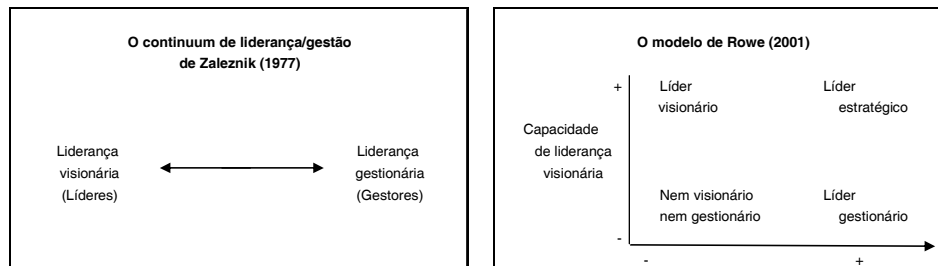 O continuum de liderança/gestão
de Zaleznik (1977)
Liderança
visionária
(Líderes)
Liderança
gestionária
(Gestores)
O modelo de Rowe (2001)
+
Líder
visionário
Líder
estratégico
Capacidade
de liderança
visionária
Nem visionário
nem gestionário
Líder
gestionário
-
-
+